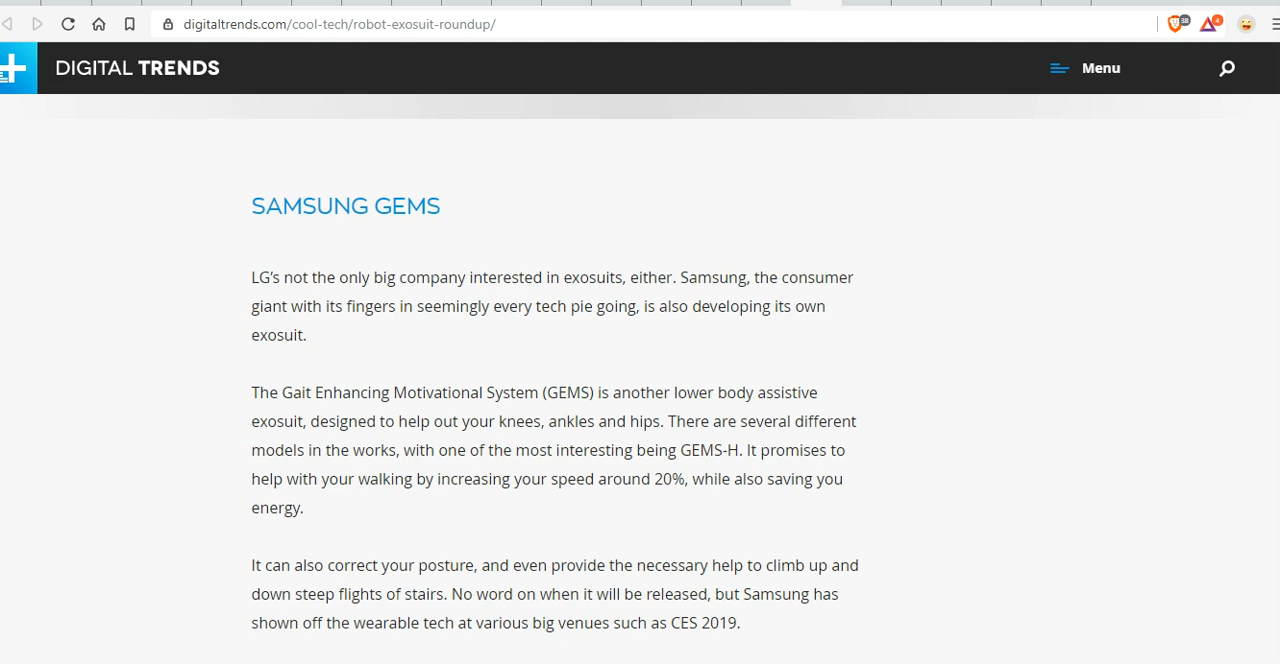 digitaltrends.com/cool-tech/robot-exosuit-roundup/
38
4
DIGITAL TRENDS
Menu
SAMSUNG GEMS
LG’s not the only big company interested in exosuits, either. Samsung, the consumer
giant with its fingers in seemingly every tech pie going, is also developing its own
exosuit.
The Gait Enhancing Motivational System (GEMS) is another lower body assistive
exosuit, designed to help out your knees, ankles and hips. There are several different
models in the works, with one of the most interesting being GEMS-H. It promises to
help with your walking by increasing your speed around 20%, while also saving you
energy.
It can also correct your posture, and even provide the necessary help to climb up and
down steep flights of stairs. No word on when it will be released, but Samsung has
shown off the wearable tech at various big venues such as CES 2019.